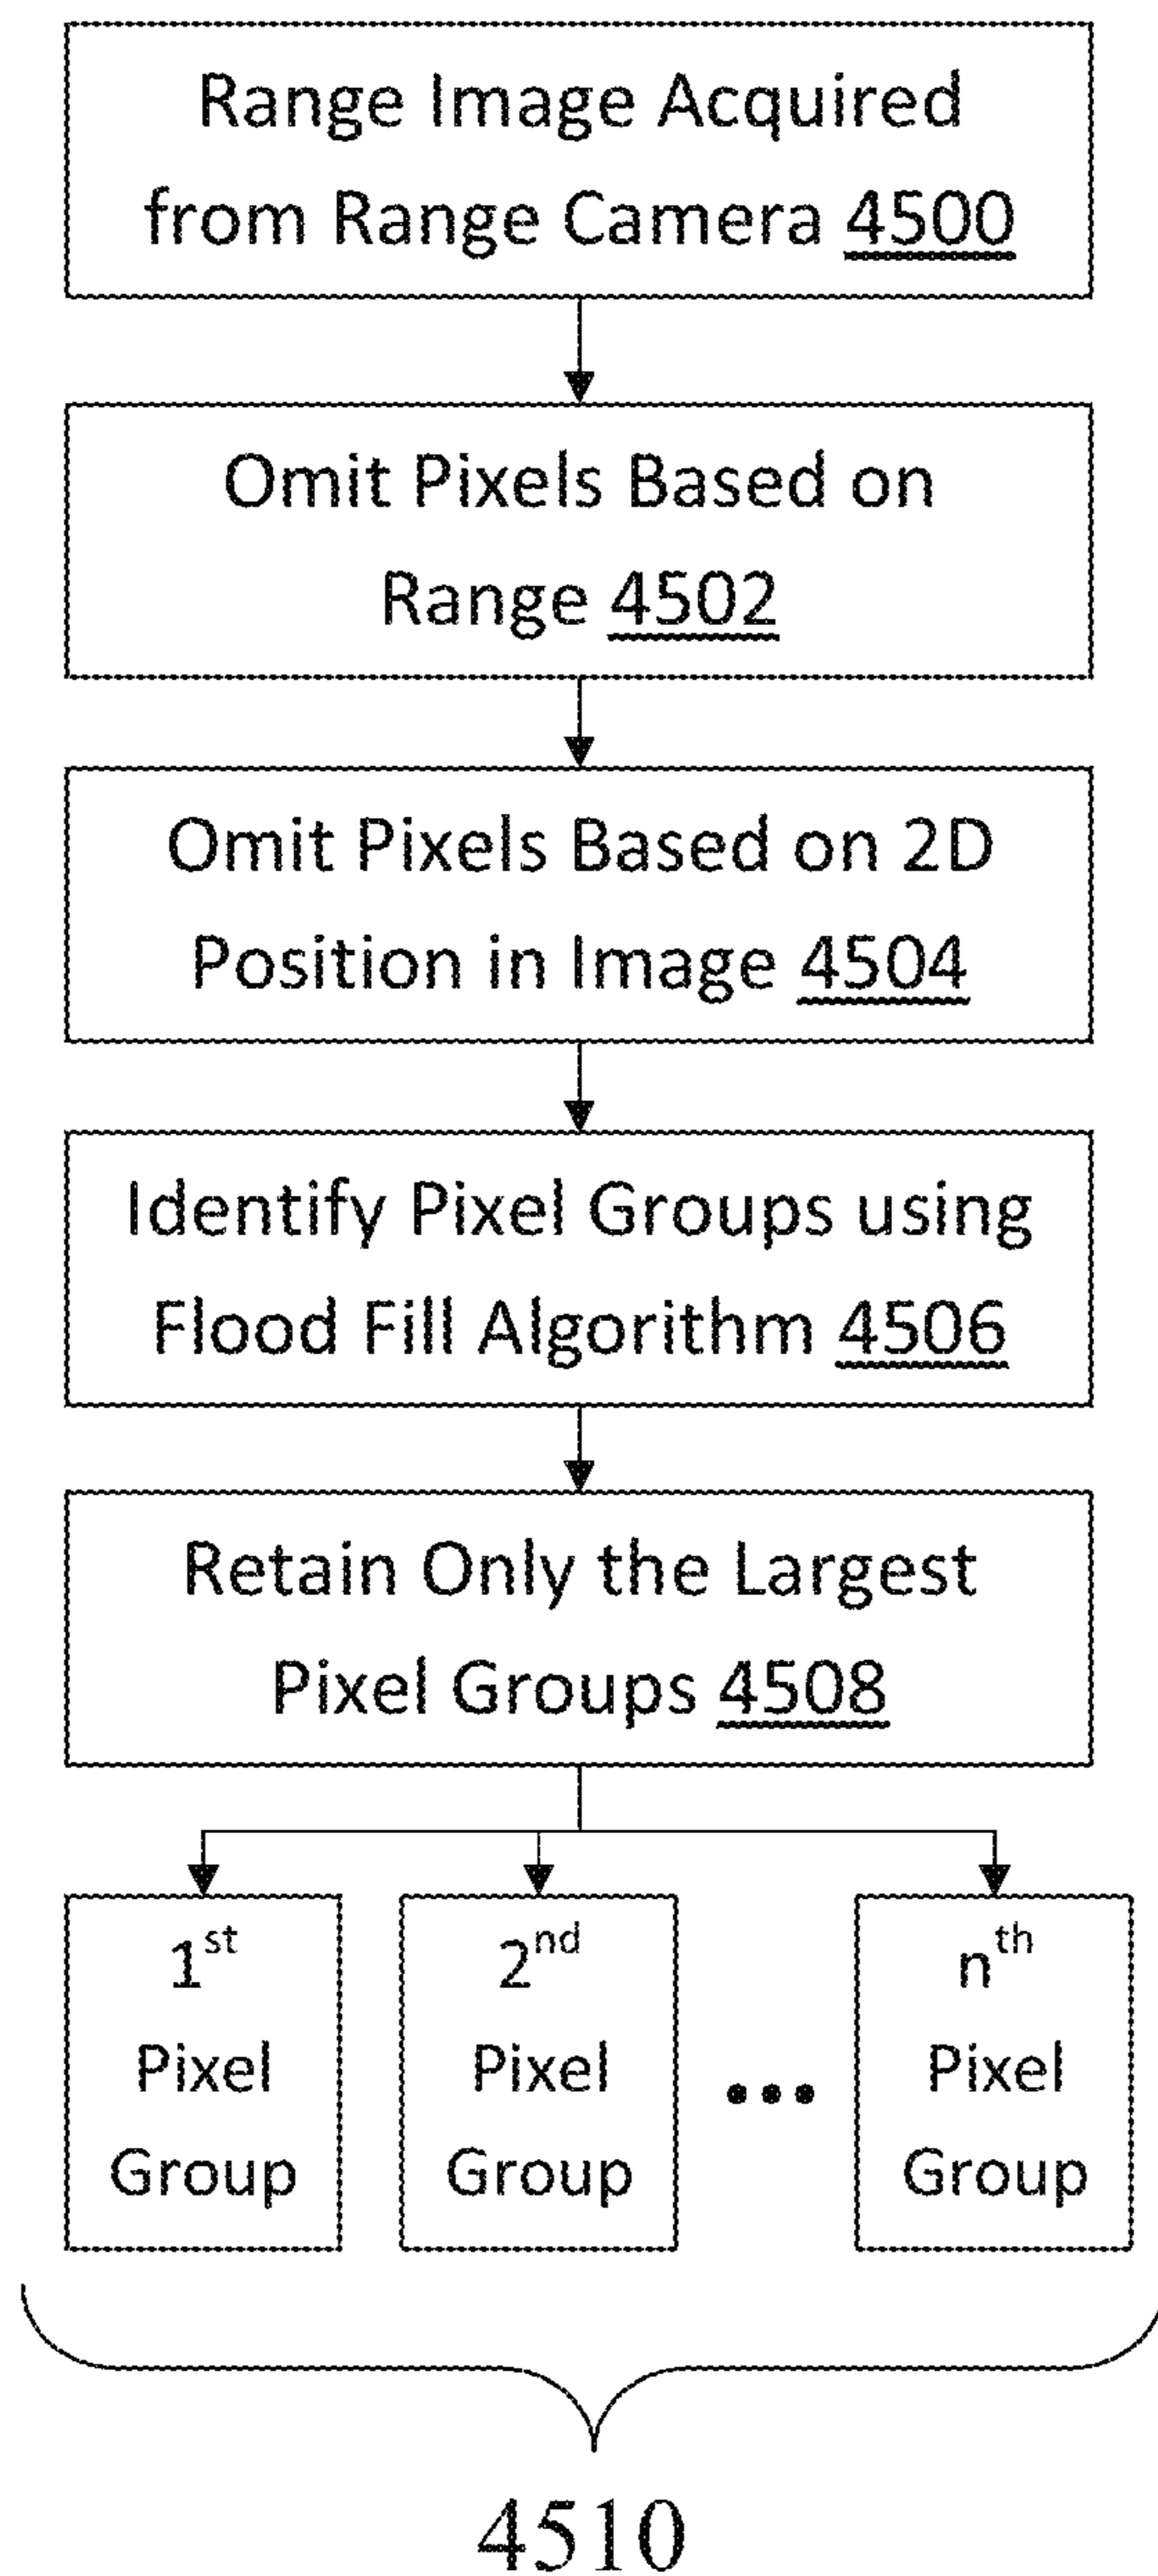 Range Image Acquired
from Range Camera 4500
Omit Pixels Based on
Range 4502
Omit Pixels Based on 2D
Position in Image 4504
Identify Pixel Groups using
Flood Fill Algorithm 4506
Retain Only the Largest
Pixel Groups 4508
1st
Pixel
Group
2nd
Pixel
Group
•••
nth
Pixel
Group
4510